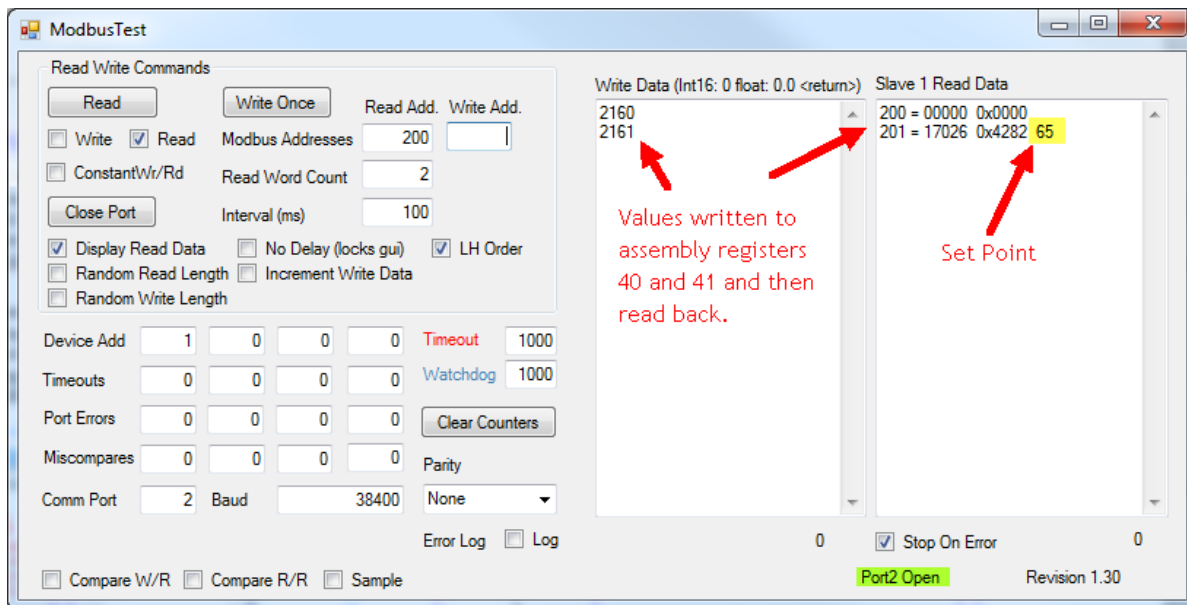 ModbusTest
Read Write Commands
Read
Write Once
Read Add. Write Add.
Write
Read
Modbus Addresses
200
ConstantWr/Rd
Read Word Count
2
Close Port
Interval (ms)
100
Display Read Data
No Delay (locks gui)
LH Order
Random Read Length
Increment Write Data
Random Write Length
Device Add
1
0
0
0
Timeout
1000
Timeouts
0
0
0
0
Watchdog
1000
Port Errors
0
0
0
0
Clear Counters
Miscompares
0
0
0
0
Parity
Comm Port
2
Baud
38400
None
Error Log
Log
Compare W/R
Compare R/R
Sample
Write Data (Int16: 0 float: 0.0 <return>)
2160
2161
Values written to
assembly registers
40 and 41 and then
read back.
0
Slave 1 Read Data
200 = 00000 0x0000
201 = 17026 0x4282 65
Set Point
Stop On Error
0
Port2 Open
Revision 1.30